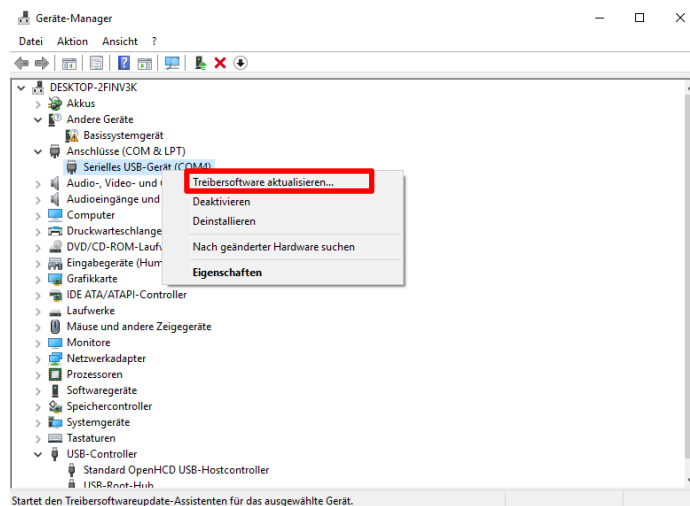 Geräte-Manager
Datei Aktion Ansicht ?
DESKTOP-2FINV3K
Akkus
Andere Geräte
Basissystemgerät
Anschlüsse (COM & LPT)
Serielles USB-Gerät (COM4)
Treibersoftware aktualisieren...
Audio-, Video- und
Deaktivieren
Audioeingänge und
Deinstallieren
Computer
Druckwarteschlange
Nach geänderter Hardware suchen
DVD/CD-ROM-Laufw
Eingabegeräte (Hum
Eigenschaften
Grafikkarte
IDE ATA/ATAPI-Controller
Laufwerke
Mäuse und andere Zeigegeräte
Monitore
Netzwerkadapter
Prozessoren
Softwaregeräte
Speichercontroller
Systemgeräte
Tastaturen
USB-Controller
Standard OpenHCD USB-Hostcontroller
USB-Root-Hub
Startet den Treibersoftwareupdate-Assistenten für das ausgewählte Gerät.